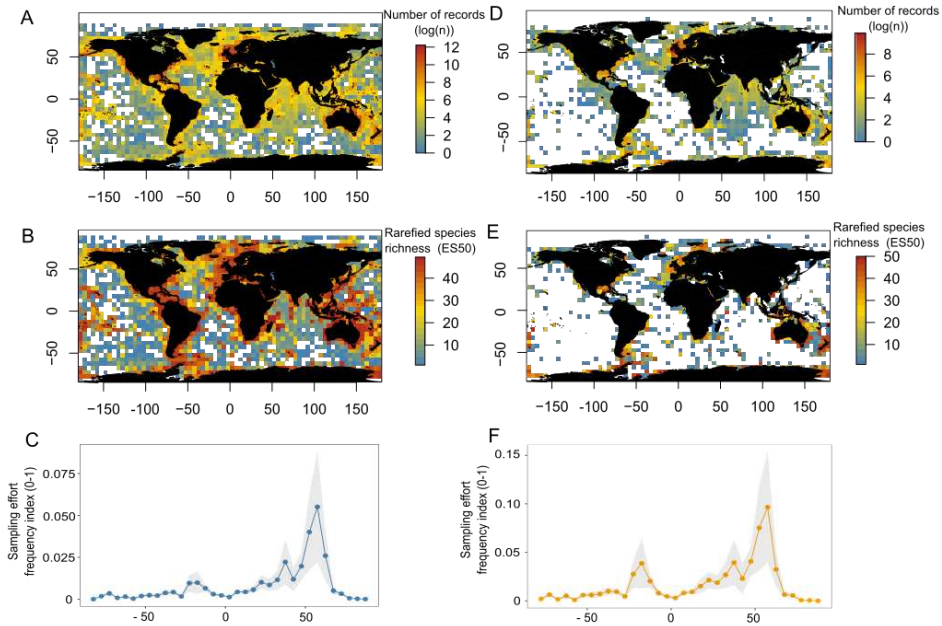 A
Number of records
(log(n))
50
0
−50
12
10
8
6
4
2
0
−150 -100 −50 0 50 100 150
D
Number of records
(log(n))
50
0
−50
8
6
4
2
0
−150 −100 −50 0 50 100 150
B
Rarefied species
richness (ES50)
50
0
−50
40
30
20
10
−150 -100 −50 0 50 100 150
E
Rarefied species
richness (ES50)
50
0
−50
50
40
30
20
10
−150 −100 −50 0 50 100 150
C
Sampling effort
frequency index (0-1)
0.075
0.050
0.025
0
- 50 0 50
F
Sampling effort
frequency index (0-1)
0.15
0.10
0.05
0
- 50 0 50